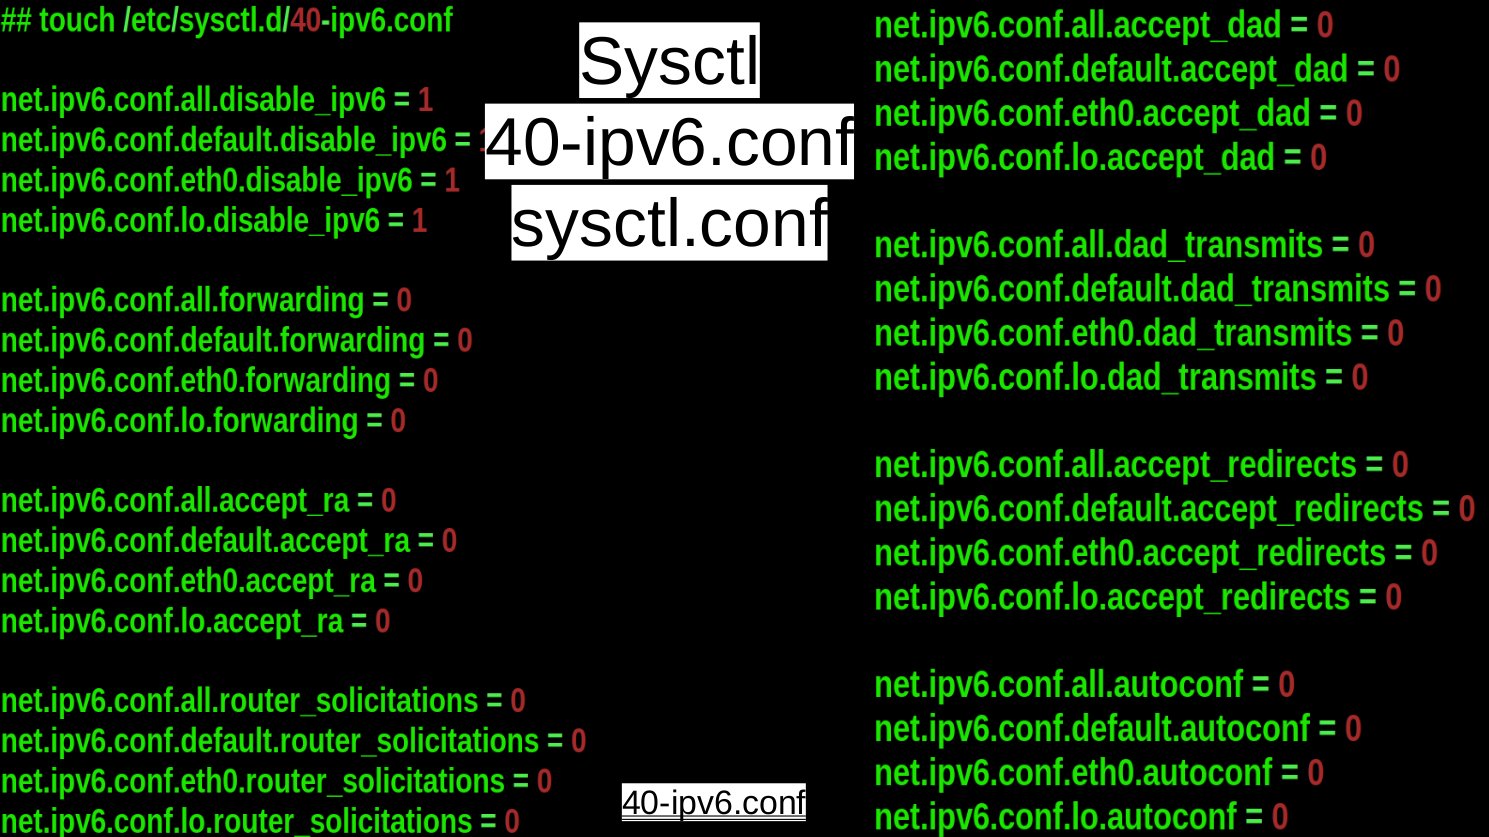 ## touch /etc/sysctl.d/40-ipv6.conf
net.ipv6.conf.all.disable_ipv6 = 1
net.ipv6.conf.default.disable_ipv6 = 1
net.ipv6.conf.eth0.disable_ipv6 = 1
net.ipv6.conf.lo.disable_ipv6 = 1
net.ipv6.conf.all.forwarding = 0
net.ipv6.conf.default.forwarding = 0
net.ipv6.conf.eth0.forwarding = 0
net.ipv6.conf.lo.forwarding = 0
net.ipv6.conf.all.accept_ra = 0
net.ipv6.conf.default.accept_ra = 0
net.ipv6.conf.eth0.accept_ra = 0
net.ipv6.conf.lo.accept_ra = 0
net.ipv6.conf.all.router_solicitations = 0
net.ipv6.conf.default.router_solicitations = 0
net.ipv6.conf.eth0.router_solicitations = 0
net.ipv6.conf.lo.router_solicitations = 0
Sysctl
40-ipv6.conf
sysctl.conf
40-ipv6.conf
net.ipv6.conf.all.accept_dad = 0
net.ipv6.conf.default.accept_dad = 0
net.ipv6.conf.eth0.accept_dad = 0
net.ipv6.conf.lo.accept_dad = 0
net.ipv6.conf.all.dad_transmits = 0
net.ipv6.conf.default.dad_transmits = 0
net.ipv6.conf.eth0.dad_transmits = 0
net.ipv6.conf.lo.dad_transmits = 0
net.ipv6.conf.all.accept_redirects = 0
net.ipv6.conf.default.accept_redirects = 0
net.ipv6.conf.eth0.accept_redirects = 0
net.ipv6.conf.lo.accept_redirects = 0
net.ipv6.conf.all.autoconf = 0
net.ipv6.conf.default.autoconf = 0
net.ipv6.conf.eth0.autoconf = 0
net.ipv6.conf.lo.autoconf = 0